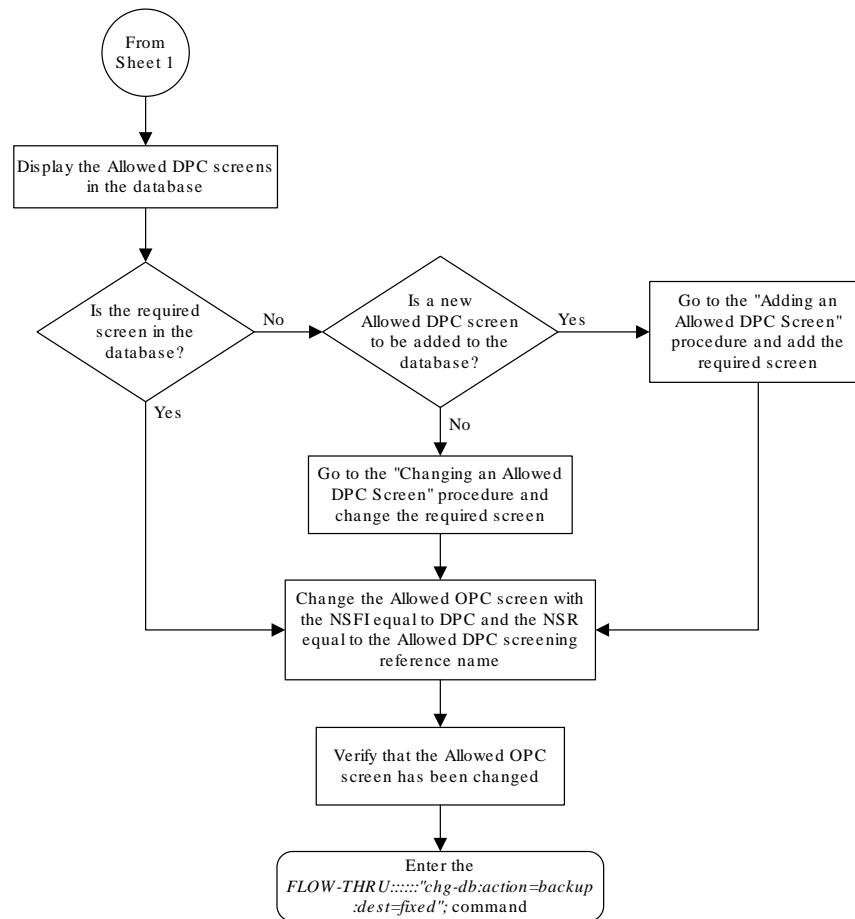 From
Sheet 1
Display the Allowed DPC screens
in the database
Is the required
screen in the
database?
No
Is a new
Allowed DPC screen
to be added to the
database?
Yes
Go to the "Adding an
Allowed DPC Screen"
procedure and add the
required screen
Yes
No
Go to the "Changing an Allowed
DPC Screen" procedure and
change the required screen
Change the Allowed OPC screen with
the NSFI equal to DPC and the NSR
equal to the Allowed DPC screening
reference name
Verify that the Allowed OPC
screen has been changed
Enter the
FLOW-THRU::::::"chg-db:action=backup
:dest=fixed"; command